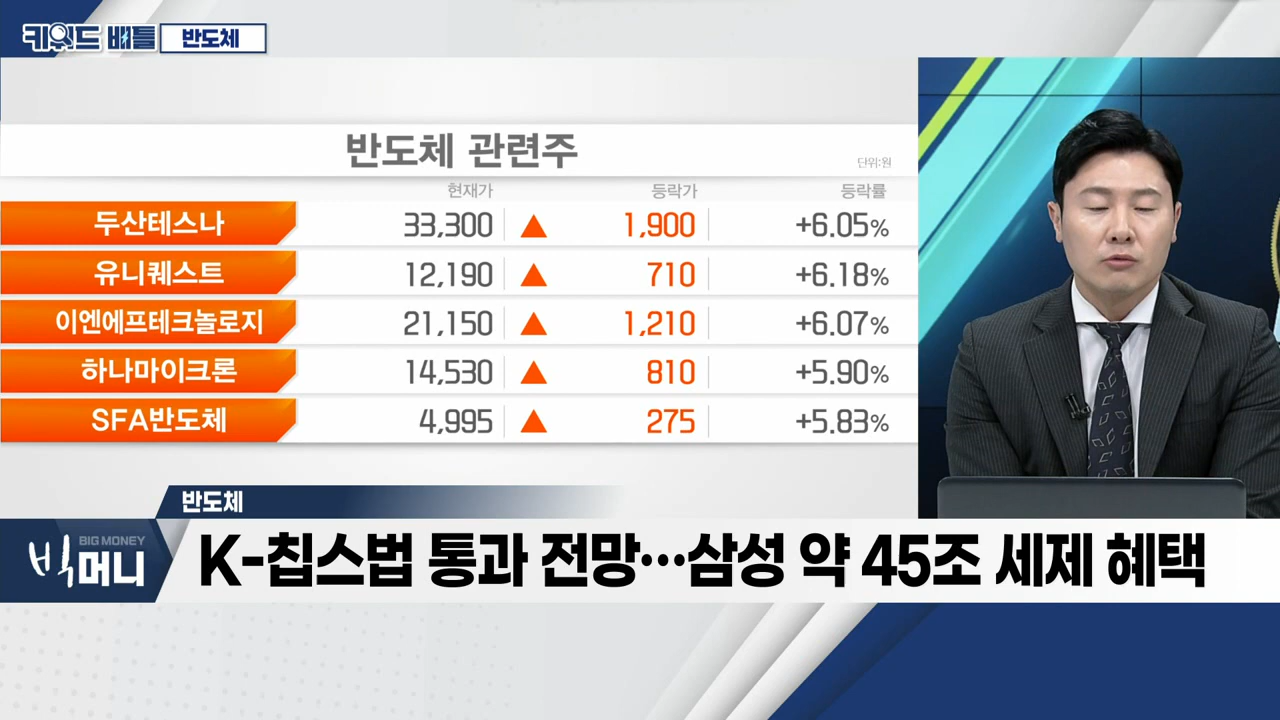 키워드 배틀 반도체
반도체 관련주
단위:원
현재가 등락가 등락률
두산테스나 33,300 ▲ 1,900 +6.05%
유니퀘스트 12,190 ▲ 710 +6.18%
이엔에프테크놀로지 21,150 ▲ 1,210 +6.07%
하나마이크론 14,530 ▲ 810 +5.90%
SFA반도체 4,995 ▲ 275 +5.83%
반도체
BIG MONEY
빅머니
K-칩스법 통과 전망…삼성 약 45조 세제 혜택